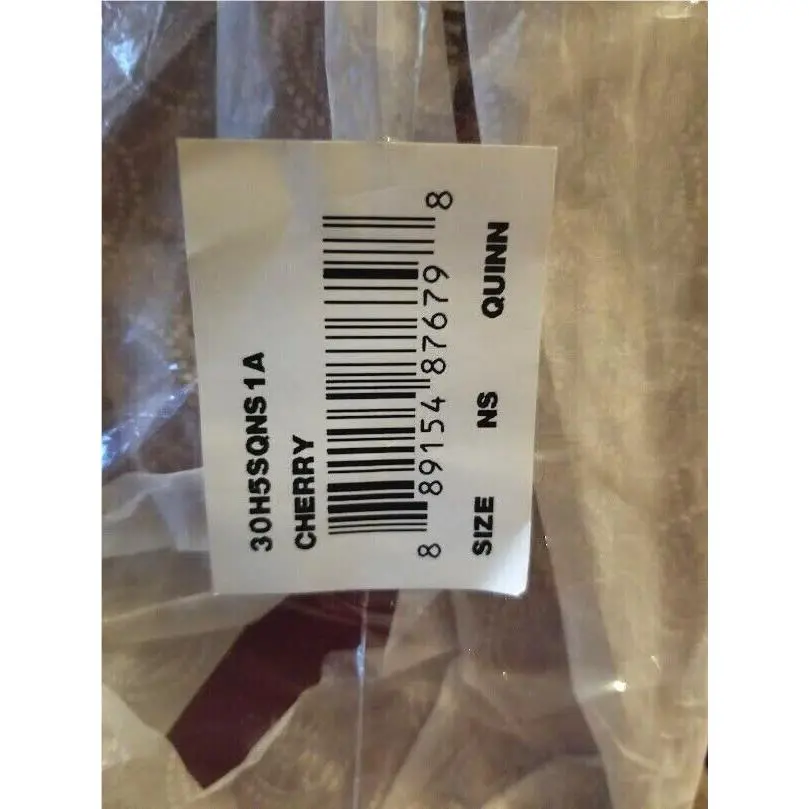 30H5SQNS1A
CHERRY
8 89154 87679 8
SIZE NS QUINN